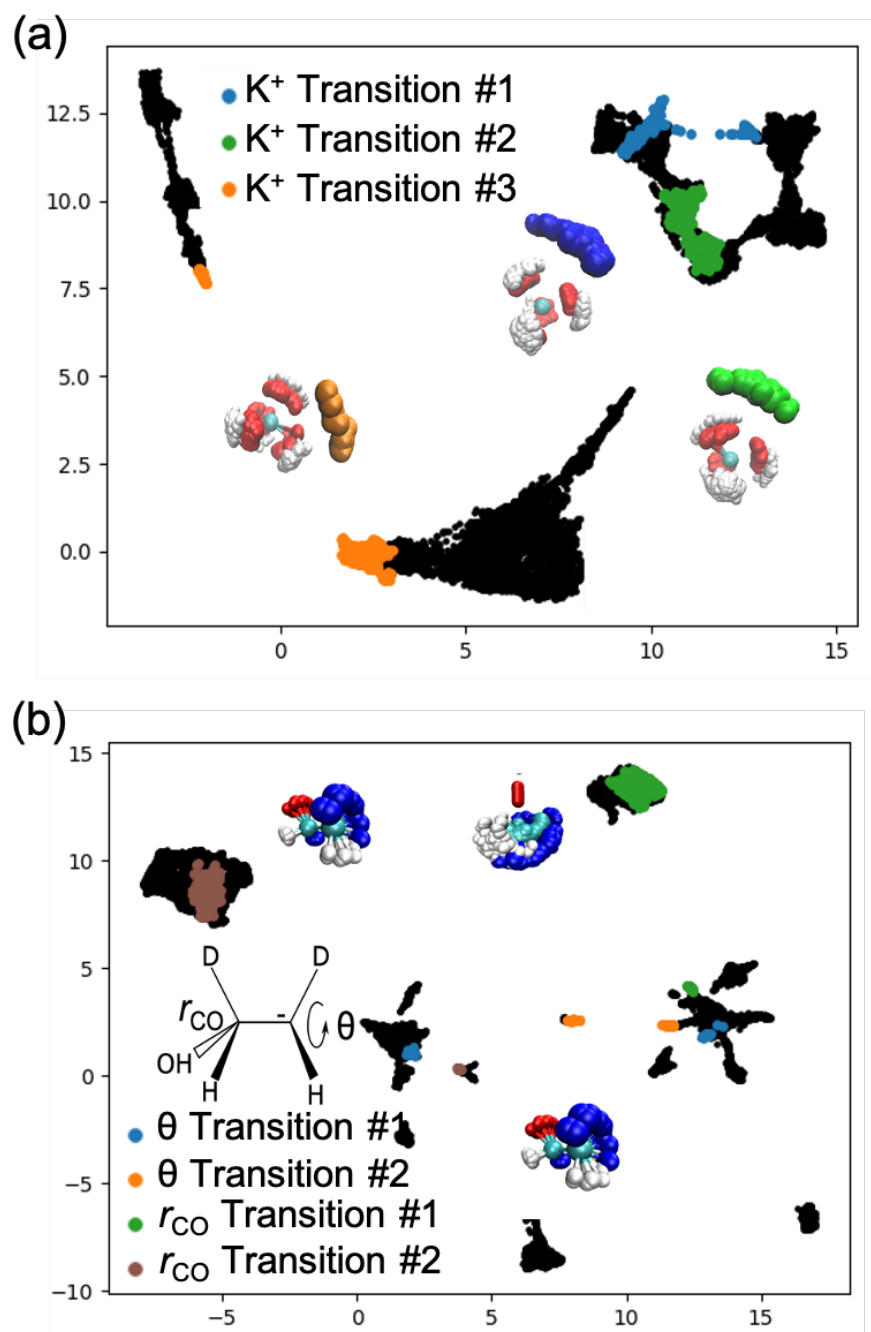 (a)
K⁺ Transition #1
K⁺ Transition #2
K⁺ Transition #3
12.5
10.0
7.5
5.0
2.5
0.0
0 5 10 15
(b)
15
10
5
0
−5
−10
D D
rCO - θ
OH
H H
θ Transition #1
θ Transition #2
rCO Transition #1
rCO Transition #2
−5 0 5 10 15